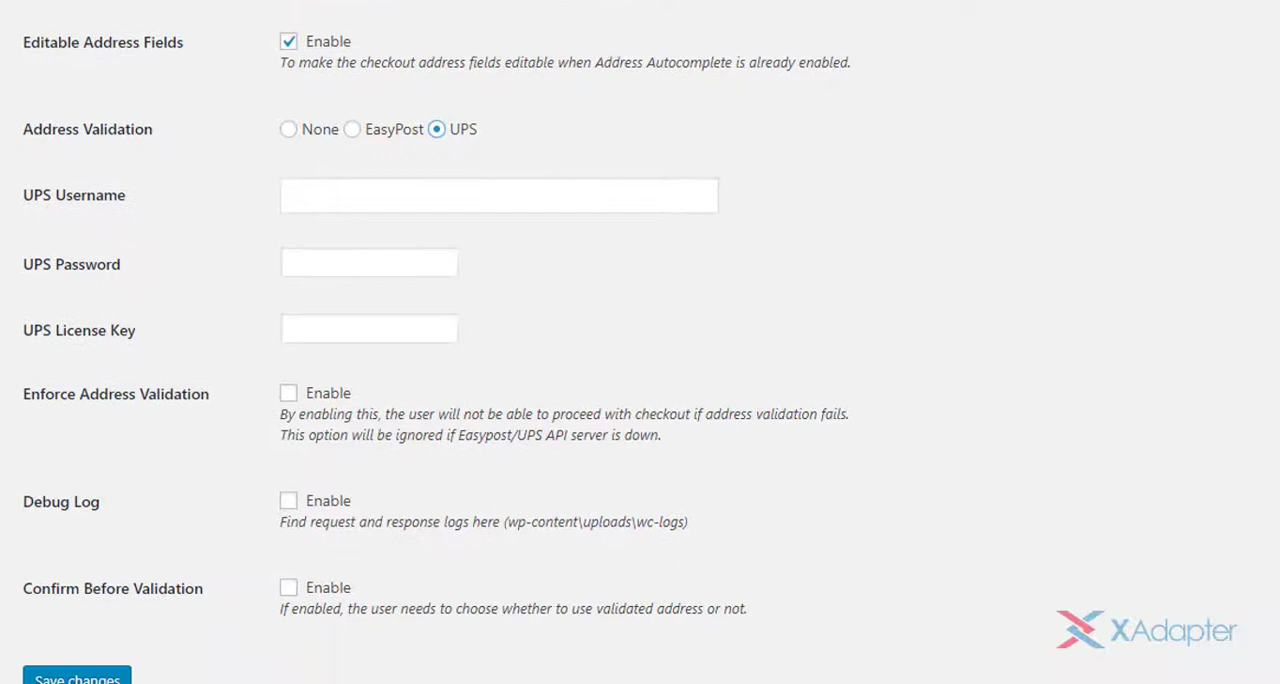 Editable Address Fields
Enable
To make the checkout address fields editable when Address Autocomplete is already enabled.
Address Validation
None EasyPost UPS
UPS Username
UPS Password
UPS License Key
Enforce Address Validation
Enable
By enabling this, the user will not be able to proceed with checkout if address validation fails.
This option will be ignored if Easypost/UPS API server is down.
Debug Log
Enable
Find request and response logs here (wp-content\uploads\wc-logs)
Confirm Before Validation
Enable
If enabled, the user needs to choose whether to use validated address or not.
XAdapter
Save changes